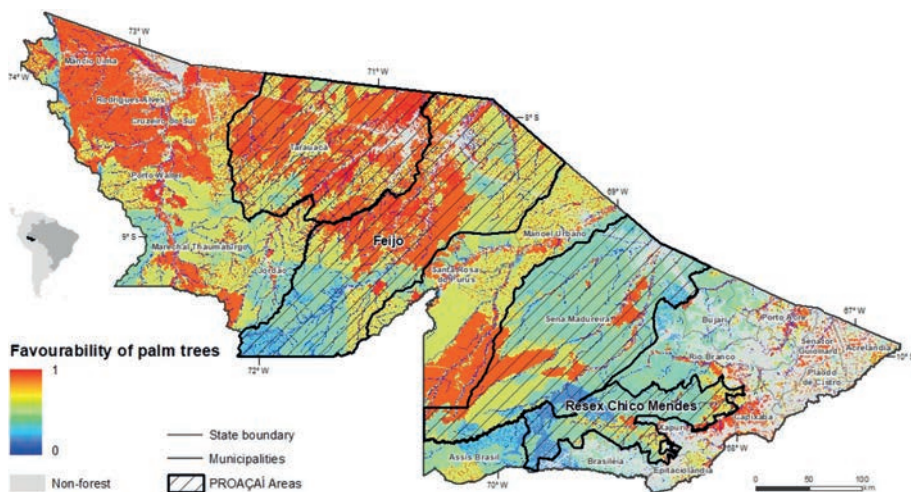 73° W
74° W
Mâncio Lima
71° W
Rodrigues Alves
Cruzeiro do Sul
8° S
Tarauacá
Porto Walter
69° W
9° S
Feijo
Manoel Urbano
Marechal Thaumaturgo
Jordão
Santa Rosa
do Purus
67° W
Sena Madureira
Bujari
Porto Acre
Senador
Guiomard
Acrelândia
Favourability of palm trees
72° W
Rio Branco
10° S
Plácido
de Castro
1
Resex Chico Mendes
Capixaba
Xapuri
State boundary
68° W
0
Municipalities
Assis Brasil
Brasiléia
Epitaciolândia
Non-forest
PROAÇAÍ Areas
70° W
0 50 100
km